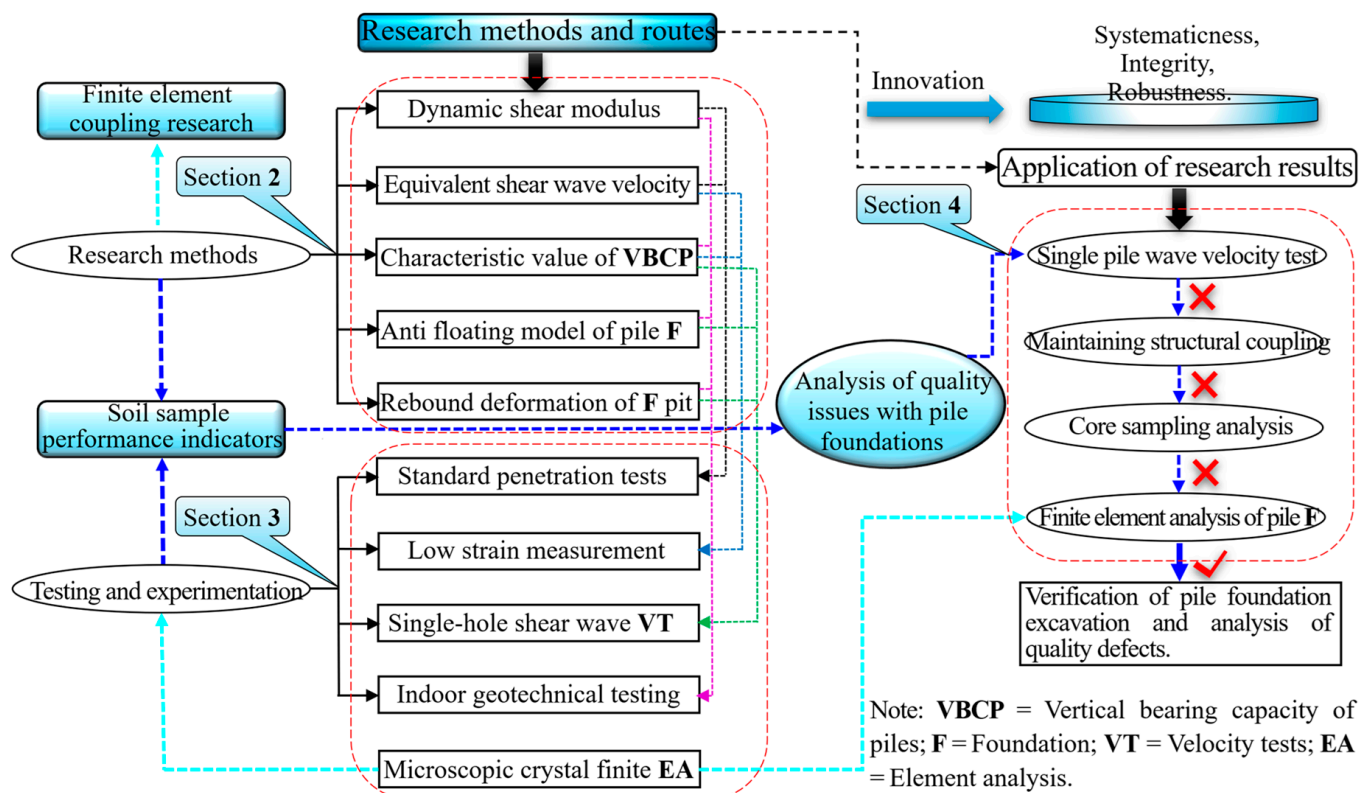 Research methods and routes
Finite element
coupling research
Section 2
Research methods
Soil sample
performance indicators
Section 3
Testing and experimentation
Dynamic shear modulus
Equivalent shear wave velocity
Characteristic value of VBCP
Anti floating model of pile F
Rebound deformation of F pit
Standard penetration tests
Low strain measurement
Single-hole shear wave VT
Indoor geotechnical testing
Microscopic crystal finite EA
Analysis of quality
issues with pile
foundations
Innovation
Systematicness,
Integrity,
Robustness.
Application of research results
Section 4
Single pile wave velocity test
Maintaining structural coupling
Core sampling analysis
Finite element analysis of pile F
Verification of pile foundation
excavation and analysis of
quality defects.
Note: VBCP = Vertical bearing capacity of
piles; F = Foundation; VT = Velocity tests; EA
= Element analysis.